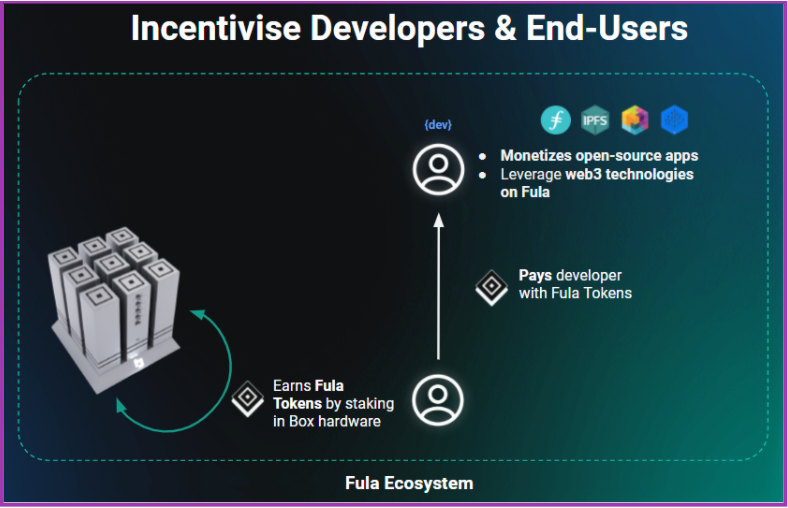 Incentivise Developers & End-Users
{dev}
IPFS
● Monetizes open-source apps
● Leverage web3 technologies
on Fula
Pays developer
with Fula Tokens
Earns Fula
Tokens by staking
in Box hardware
Fula Ecosystem